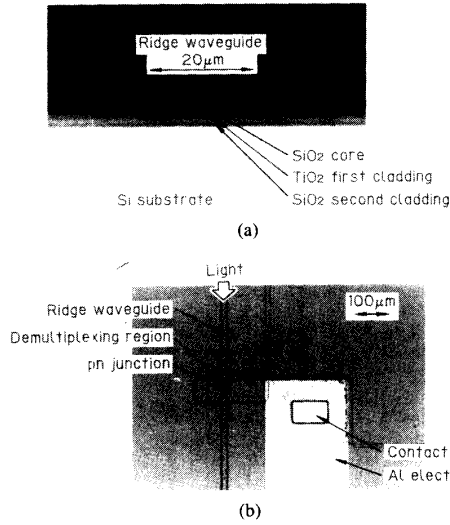 Ridge waveguide
20μm
SiO2 core
TiO2 first cladding
SiO2 second cladding
Si substrate
(a)
Light
Ridge waveguide
100μm
Demultiplexing region
pn junction
Contact
Al elect
(b)